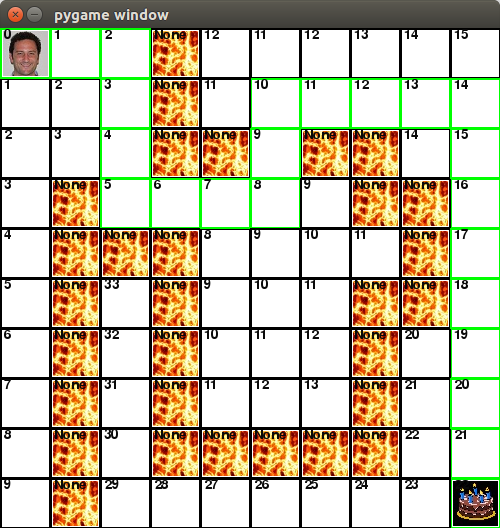 pygame window
0 1 2 None 12 11 12 13 14 15
1 2 3 None 11 10 11 12 13 14
2 3 4 None None 9 None None 14 15
3 None 5 6 7 8 9 None None 16
4 None None None 8 9 10 11 None 17
5 None 33 None 9 10 11 None None 18
6 None 32 None 10 11 12 None 20 19
7 None 31 None 11 12 13 None 21 20
8 None 30 None None None None None 22 21
9 None 29 28 27 26 25 24 23